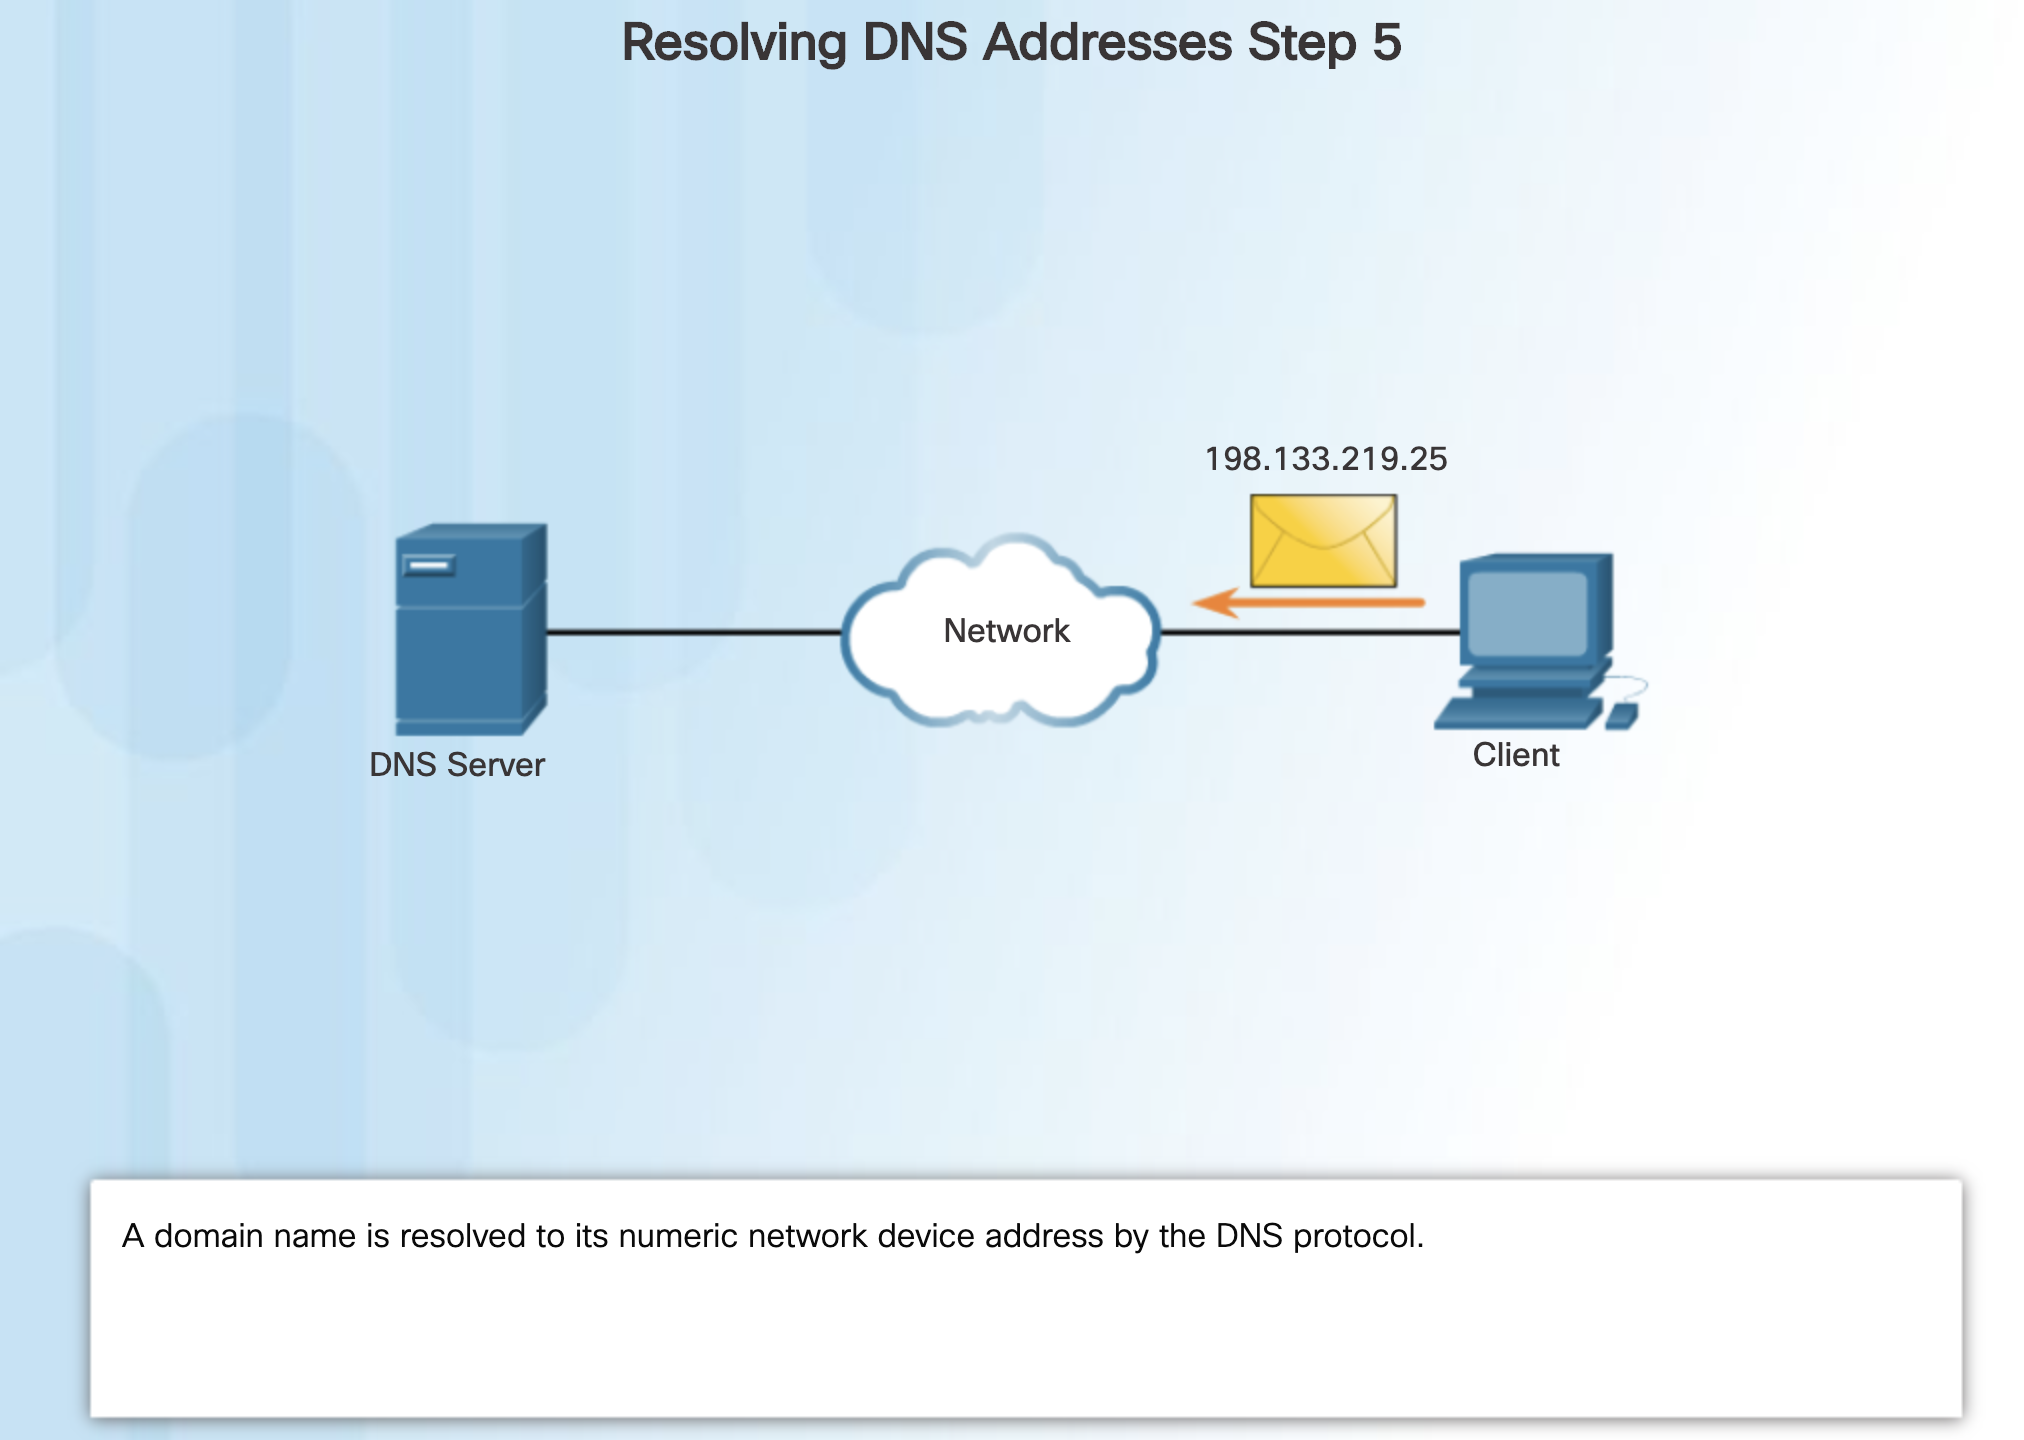 Resolving DNS Addresses Step 5
198.133.219.25
Network
DNS Server
Client
A domain name is resolved to its numeric network device address by the DNS protocol.